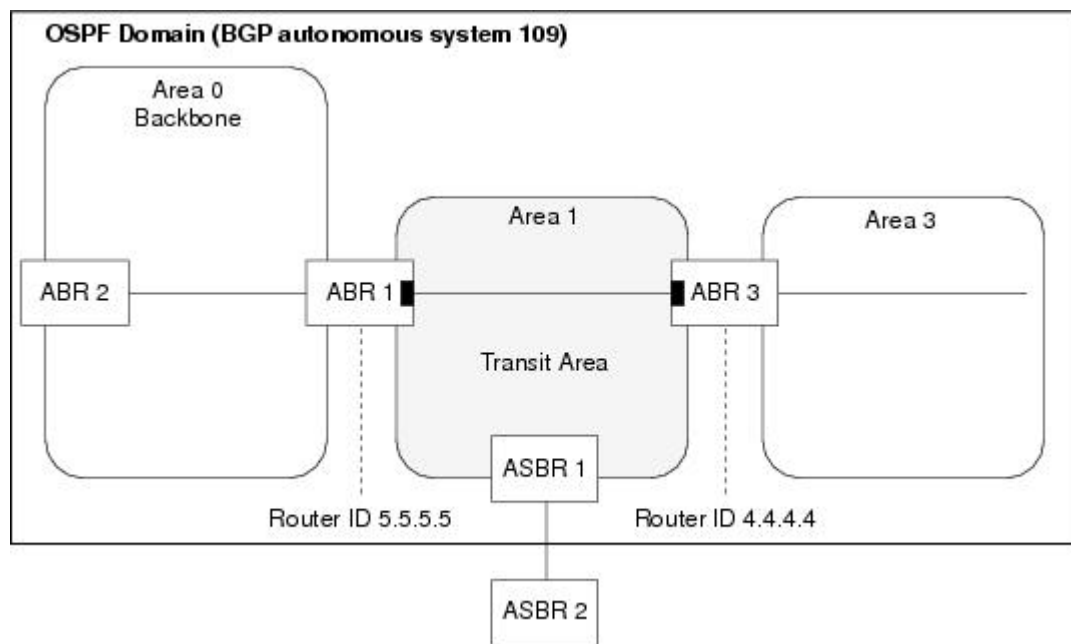 OSPF Domain (BGP autonomous system 109)
Area 0
Backbone
Area 1
Area 3
ABR 2
ABR 1
ABR 3
Transit Area
ASBR 1
Router ID 5.5.5.5
Router ID 4.4.4.4
ASBR 2